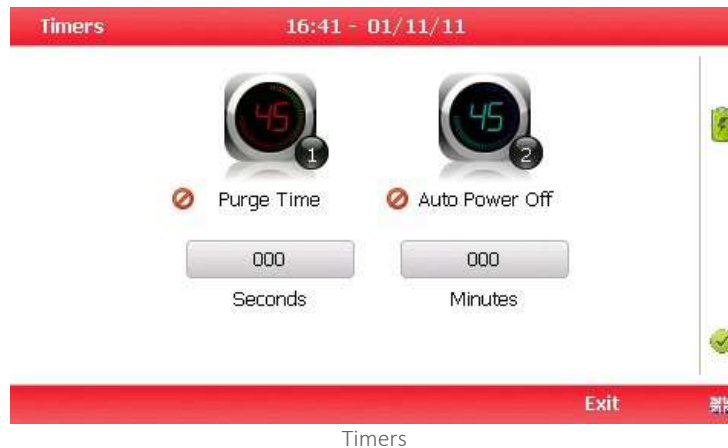 Timers 16:41 - 01/11/11
45 45
1 2
Purge Time Auto Power Off
000 000
Seconds Minutes
Exit
Timers